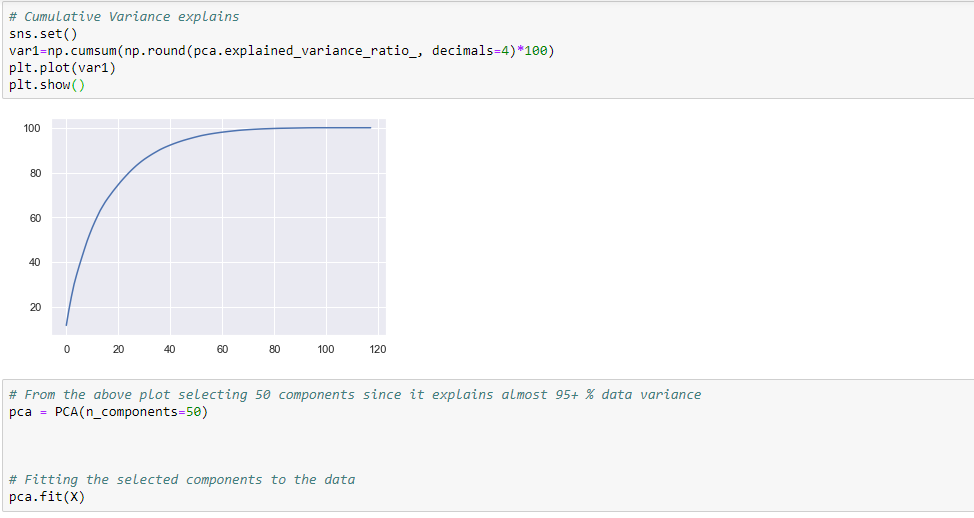 # Cumulative Variance explains
sns.set()
var1=np.cumsum(np.round(pca.explained_variance_ratio_, decimals=4)*100)
plt.plot(var1)
plt.show()
100
80
60
40
20
0 20 40 60 80 100 120
# From the above plot selecting 50 components since it explains almost 95+ % data variance
pca = PCA(n_components=50)
# Fitting the selected components to the data
pca.fit(X)